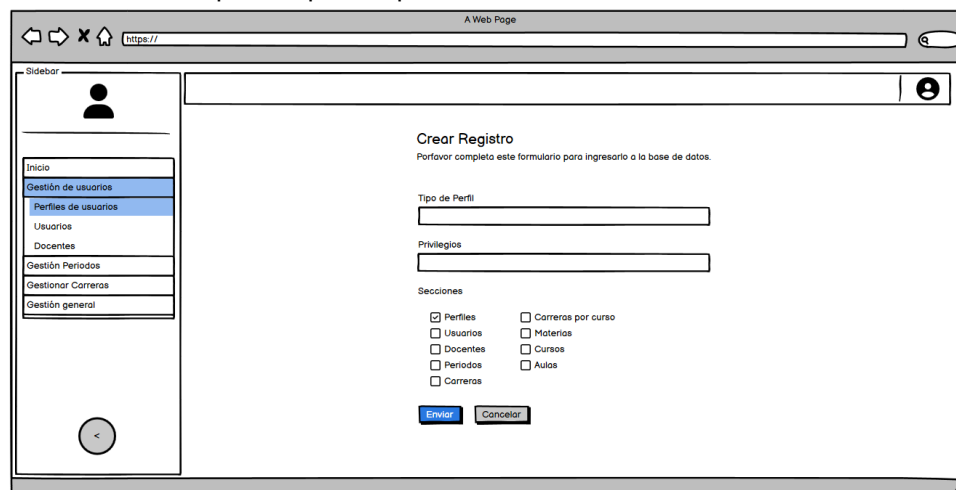 A Web Page
https://
Sidebar
Inicio
Gestión de usuarios
Perfiles de usuarios
Usuarios
Docentes
Gestión Periodos
Gestionar Carreras
Gestión general
<
Crear Registro
Porfavor completa este formulario para ingresarlo a la base de datos.
Tipo de Perfil
Privilegios
Secciones
Perfiles
Usuarios
Docentes
Periodos
Carreras
Carreras por curso
Materias
Cursos
Aulas
Enviar
Cancelar